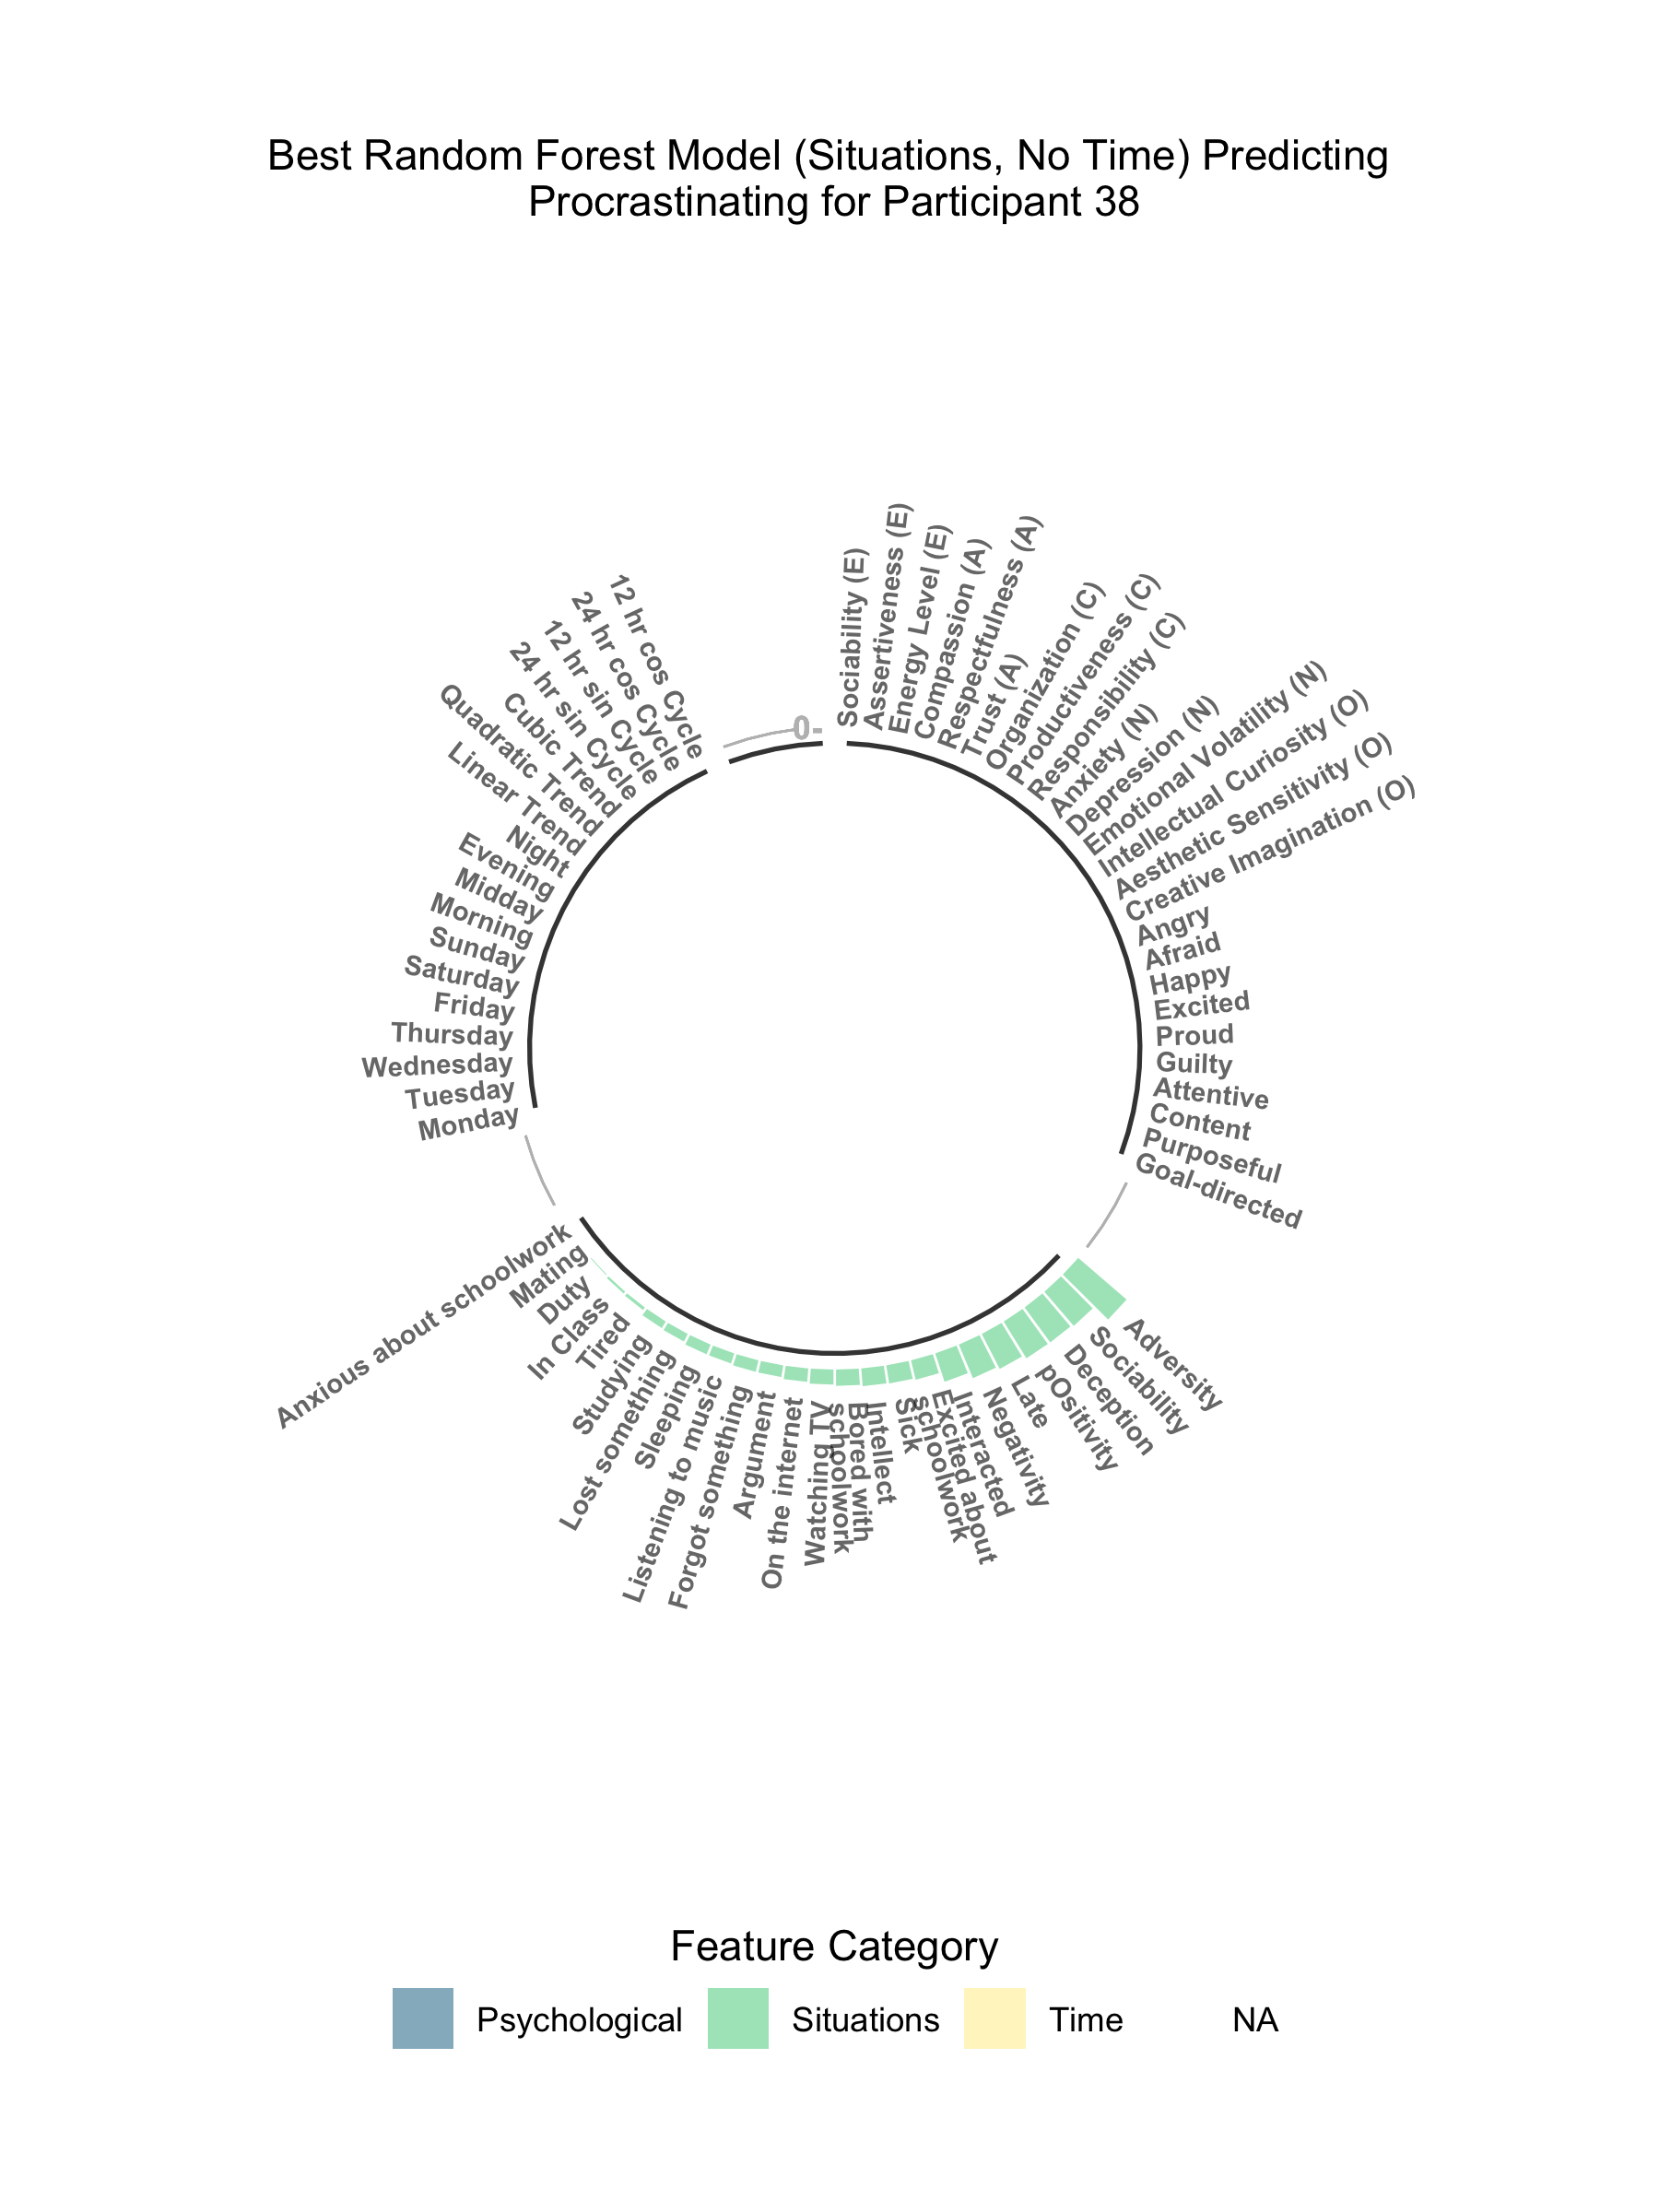 Best Random Forest Model (Situations, No Time) Predicting
Procrastinating for Participant 38
0-
Sociability (E)
Assertiveness (E)
Energy Level (E)
Compassion (A)
Respectfulness (A)
Trust (A)
Organization (C)
Productiveness (C)
Responsibility (C)
Anxiety (N)
Depression (N)
Emotional Volatility (N)
Intellectual Curiosity (O)
Aesthetic Sensitivity (O)
Creative Imagination (O)
Angry
Afraid
Happy
Excited
Proud
Guilty
Attentive
Content
Purposeful
Goal-directed
Adversity
Sociability
Deception
pOsitivity
Late
Negativity
Interacted
Excited about
schoolwork
Sick
Intellect
Bored with
schoolwork
Watching TV
On the internet
Argument
Forgot something
Listening to music
Sleeping
Lost something
Studying
Tired
In Class
Duty
Mating
Anxious about schoolwork
Monday
Tuesday
Wednesday
Thursday
Friday
Saturday
Sunday
Morning
Midday
Evening
Night
Linear Trend
Quadratic Trend
Cubic Trend
24 hr sin Cycle
12 hr sin Cycle
24 hr cos Cycle
12 hr cos Cycle
Feature Category
Psychological
Situations
Time
NA